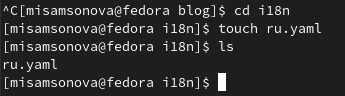 ^C[misamsonova@fedora blog]$ cd i18n
[misamsonova@fedora i18n]$ touch ru.yaml
[misamsonova@fedora i18n]$ ls
ru.yaml
[misamsonova@fedora i18n]$